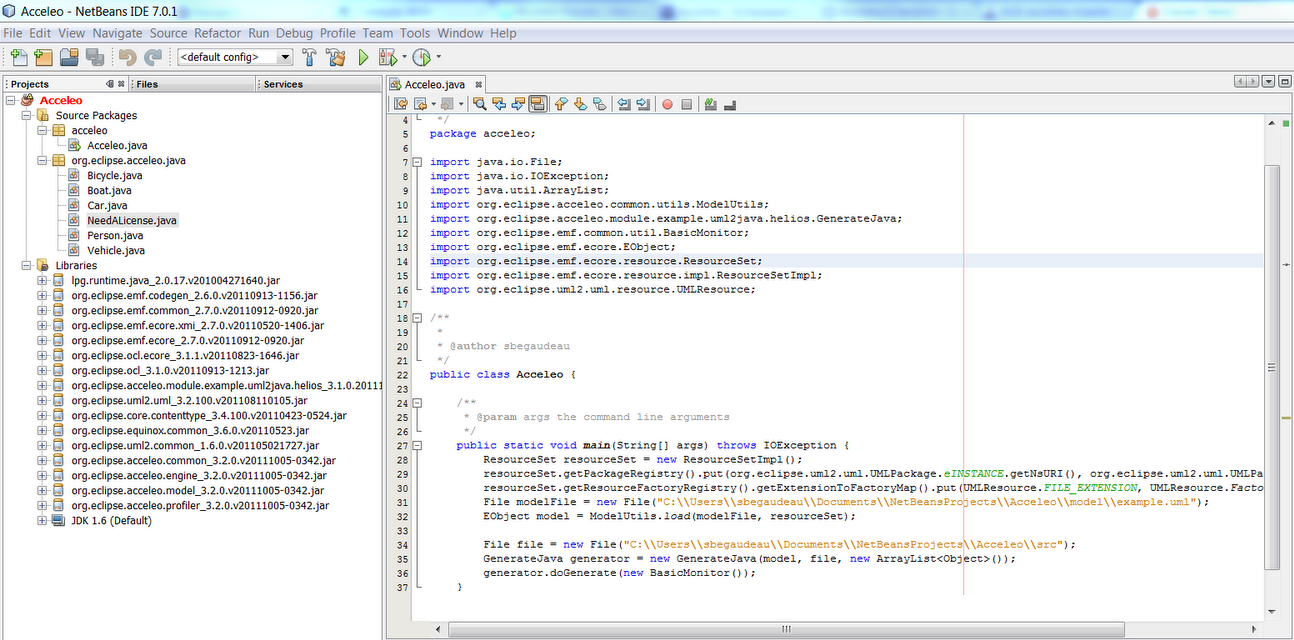 Acceleo - NetBeans IDE 7.0.1
File Edit View Navigate Source Refactor Run Debug Profile Team Tools Window Help
<default config>
Projects
Files
Services
Acceleo
Source Packages
acceleo
Acceleo.java
org.eclipse.acceleo.java
Bicycle.java
Boat.java
Car.java
NeedALicense.java
Person.java
Vehicle.java
Libraries
lpg.runtime.java_2.0.17.v201004271640.jar
org.eclipse.emf.codegen_2.6.0.v20110913-1156.jar
org.eclipse.emf.common_2.7.0.v20110912-0920.jar
org.eclipse.emf.ecore.xmi_2.7.0.v20110520-1406.jar
org.eclipse.emf.ecore_2.7.0.v20110912-0920.jar
org.eclipse.ocl.ecore_3.1.1.v20110823-1646.jar
org.eclipse.ocl_3.1.0.v20110913-1213.jar
org.eclipse.acceleo.module.example.uml2java.helios_3.1.0.20111
org.eclipse.uml2.uml_3.2.100.v201108110105.jar
org.eclipse.core.contenttype_3.4.100.v20110423-0524.jar
org.eclipse.equinox.common_3.6.0.v20110523.jar
org.eclipse.uml2.common_1.6.0.v201105021727.jar
org.eclipse.acceleo.common_3.2.0.v20111005-0342.jar
org.eclipse.acceleo.engine_3.2.0.v20111005-0342.jar
org.eclipse.acceleo.model_3.2.0.v20111005-0342.jar
org.eclipse.acceleo.profiler_3.2.0.v20111005-0342.jar
JDK 1.6 (Default)
Acceleo.java
4 */
5 package acceleo;
6
7 import java.io.File;
8 import java.io.IOException;
9 import java.util.ArrayList;
10 import org.eclipse.acceleo.common.utils.ModelUtils;
11 import org.eclipse.acceleo.module.example.uml2java.helios.GenerateJava;
12 import org.eclipse.emf.common.util.BasicMonitor;
13 import org.eclipse.emf.ecore.EObject;
14 import org.eclipse.emf.ecore.resource.ResourceSet;
15 import org.eclipse.emf.ecore.resource.impl.ResourceSetImpl;
16 import org.eclipse.uml2.uml.resource.UMLResource;
17
18 /**
19 *
20 * @author sbegaudeau
21 */
22 public class Acceleo {
23
24 /**
25 * @param args the command line arguments
26 */
27 public static void main(String[] args) throws IOException {
28 ResourceSet resourceSet = new ResourceSetImpl();
29 resourceSet.getPackageRegistry().put(org.eclipse.uml2.uml.UMLPackage.eINSTANCE.getNsURI(), org.eclipse.uml2.uml.UMLPa
30 resourceSet.getResourceFactoryRegistry().getExtensionToFactoryMap().put(UMLResource.FILE_EXTENSION, UMLResource.Facto
31 File modelFile = new File("C:\\Users\\sbegaudeau\\Documents\\NetBeansProjects\\Acceleo\\model\\example.uml");
32 EObject model = ModelUtils.load(modelFile, resourceSet);
33
34 File file = new File("C:\\Users\\sbegaudeau\\Documents\\NetBeansProjects\\Acceleo\\src");
35 GenerateJava generator = new GenerateJava(model, file, new ArrayList<Object>());
36 generator.doGenerate(new BasicMonitor());
37 }